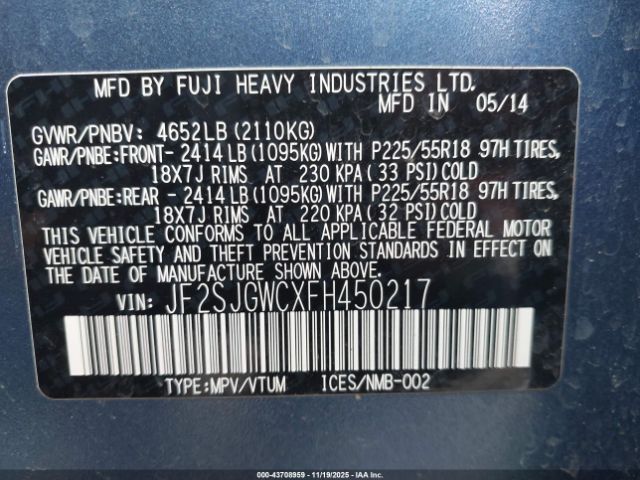 MFD BY FUJI HEAVY INDUSTRIES LTD.
MFD IN 05/14
GVWR/PNBV: 4652LB (2110KG)
GAWR/PNBE:FRONT- 2414 LB (1095KG) WITH P225/55R18 97H TIRES,
18X7J RIMS AT 230 KPA ( 33 PSI) COLD
GAWR/PNBE:REAR - 2414 LB (1095KG) WITH P225/55R18 97H TIRES,
18X7J RIMS AT 220 KPA ( 32 PSI) COLD
THIS VEHICLE CONFORMS TO ALL APPLICABLE FEDERAL MOTOR
VEHICLE SAFETY AND THEFT PREVENTION STANDARDS IN EFFECT
ON THE DATE OF MANUFACTURE SHOWN ABOVE.
VIN: JF2SJGWCXFH450217
TYPE:MPV/VTUM ICES/NMB-002
000-43708959 - 11/19/2025 - IAA Inc.